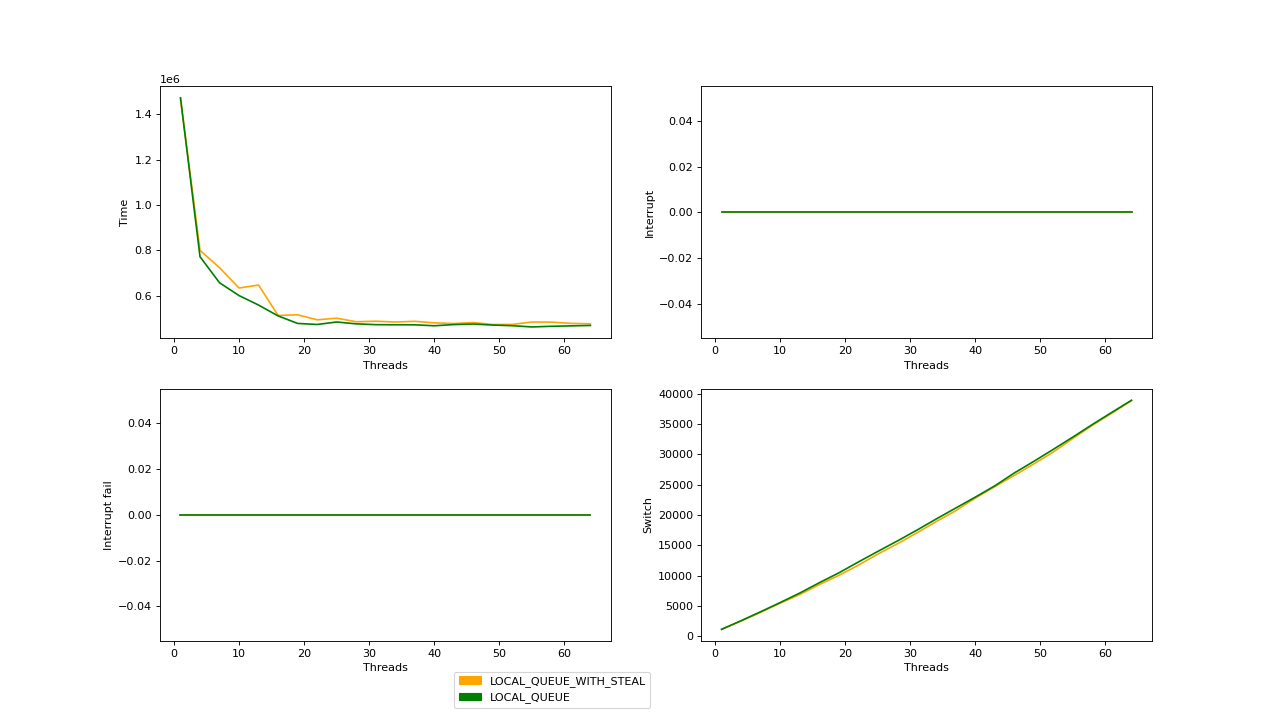 1e6
1.4
1.2
1.0
0.8
0.6
Time
0 10 20 30 40 50 60
Threads
0.04
0.02
0.00
−0.02
−0.04
Interrupt
0 10 20 30 40 50 60
Threads
0.04
0.02
0.00
−0.02
−0.04
Interrupt fail
0 10 20 30 40 50 60
Threads
40000
35000
30000
25000
20000
15000
10000
5000
0
Switch
0 10 20 30 40 50 60
Threads
LOCAL_QUEUE_WITH_STEAL
LOCAL_QUEUE